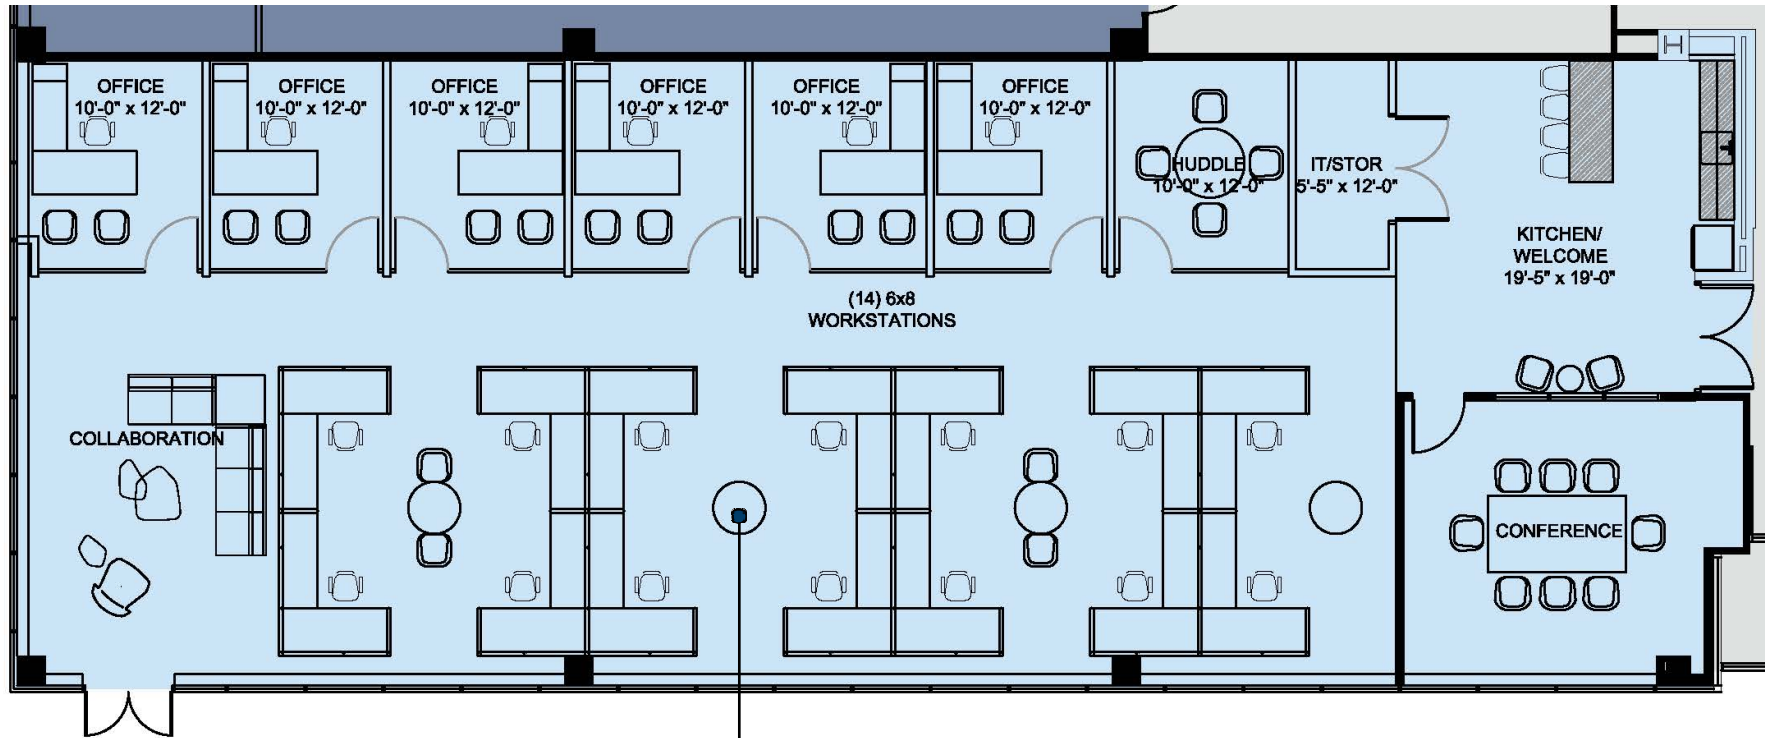 OFFICE
10'-0" x 12'-0"
OFFICE
10'-0" x 12'-0"
OFFICE
10'-0" x 12'-0"
OFFICE
10'-0" x 12'-0"
OFFICE
10'-0" x 12'-0"
OFFICE
10'-0" x 12'-0"
HUDDLE
10'-0" x 12'-0"
IT/STOR
5'-5" x 12'-0"
KITCHEN/
WELCOME
19'-5" x 19'-0"
(14) 6x8
WORKSTATIONS
COLLABORATION
CONFERENCE